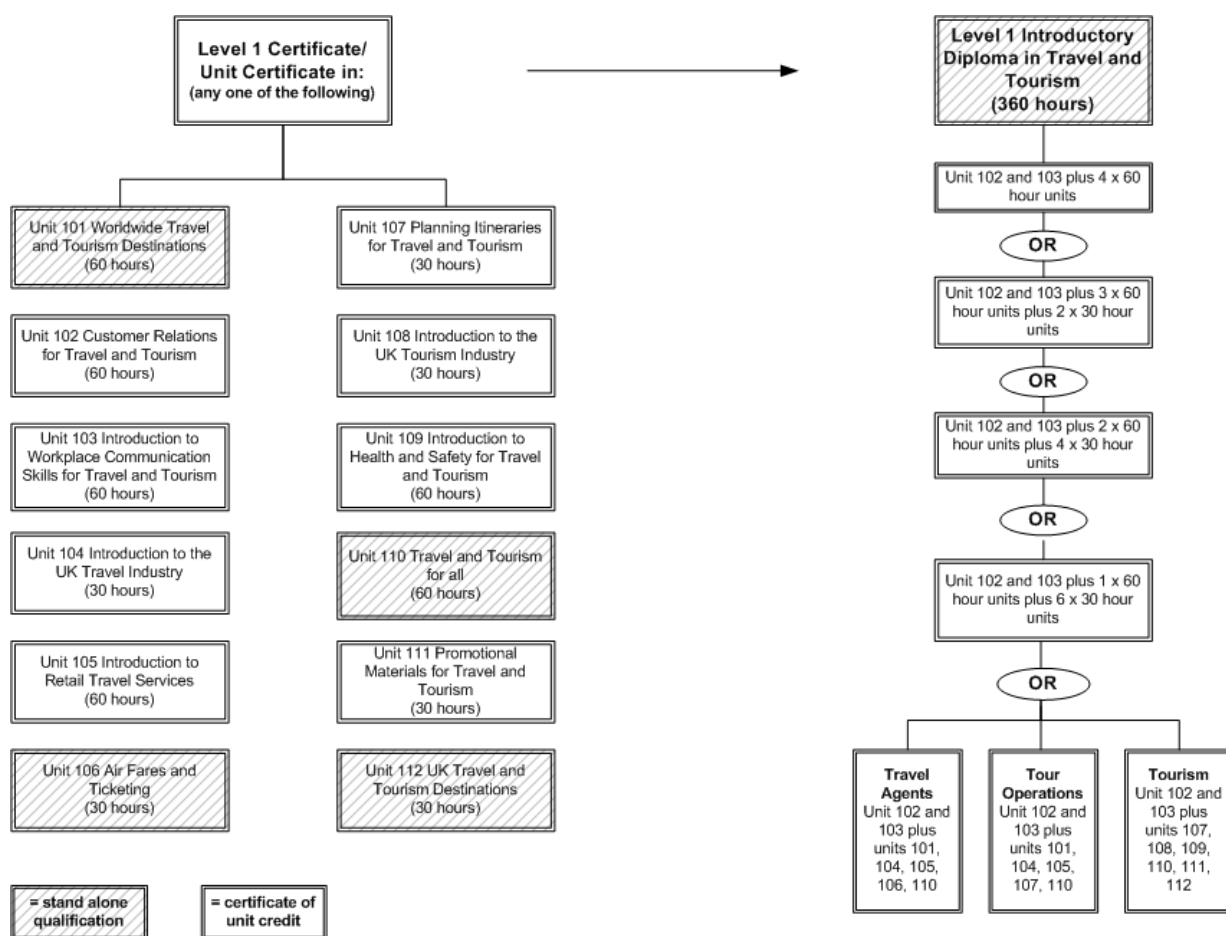 Level 1 Certificate/
Unit Certificate in:
(any one of the following)
Unit 101 Worldwide Travel
and Tourism Destinations
(60 hours)
Unit 102 Customer Relations
for Travel and Tourism
(60 hours)
Unit 103 Introduction to
Workplace Communication
Skills for Travel and Tourism
(60 hours)
Unit 104 Introduction to the
UK Travel Industry
(30 hours)
Unit 105 Introduction to
Retail Travel Services
(60 hours)
Unit 106 Air Fares and
Ticketing
(30 hours)
Unit 107 Planning Itineraries
for Travel and Tourism
(30 hours)
Unit 108 Introduction to the
UK Tourism Industry
(30 hours)
Unit 109 Introduction to
Health and Safety for Travel
and Tourism
(60 hours)
Unit 110 Travel and Tourism
for all
(60 hours)
Unit 111 Promotional
Materials for Travel and
Tourism
(30 hours)
Unit 112 UK Travel and
Tourism Destinations
(30 hours)
= stand alone
qualification
= certificate of
unit credit
Level 1 Introductory
Diploma in Travel and
Tourism
(360 hours)
Unit 102 and 103 plus 4 x 60
hour units
OR
Unit 102 and 103 plus 3 x 60
hour units plus 2 x 30 hour
units
OR
Unit 102 and 103 plus 2 x 60
hour units plus 4 x 30 hour
units
OR
Unit 102 and 103 plus 1 x 60
hour units plus 6 x 30 hour
units
OR
Travel
Agents
Unit 102 and
103 plus
units 101,
104, 105,
106, 110
Tour
Operations
Unit 102 and
103 plus
units 101,
104, 105,
107, 110
Tourism
Unit 102 and
103 plus
units 107,
108, 109,
110, 111,
112